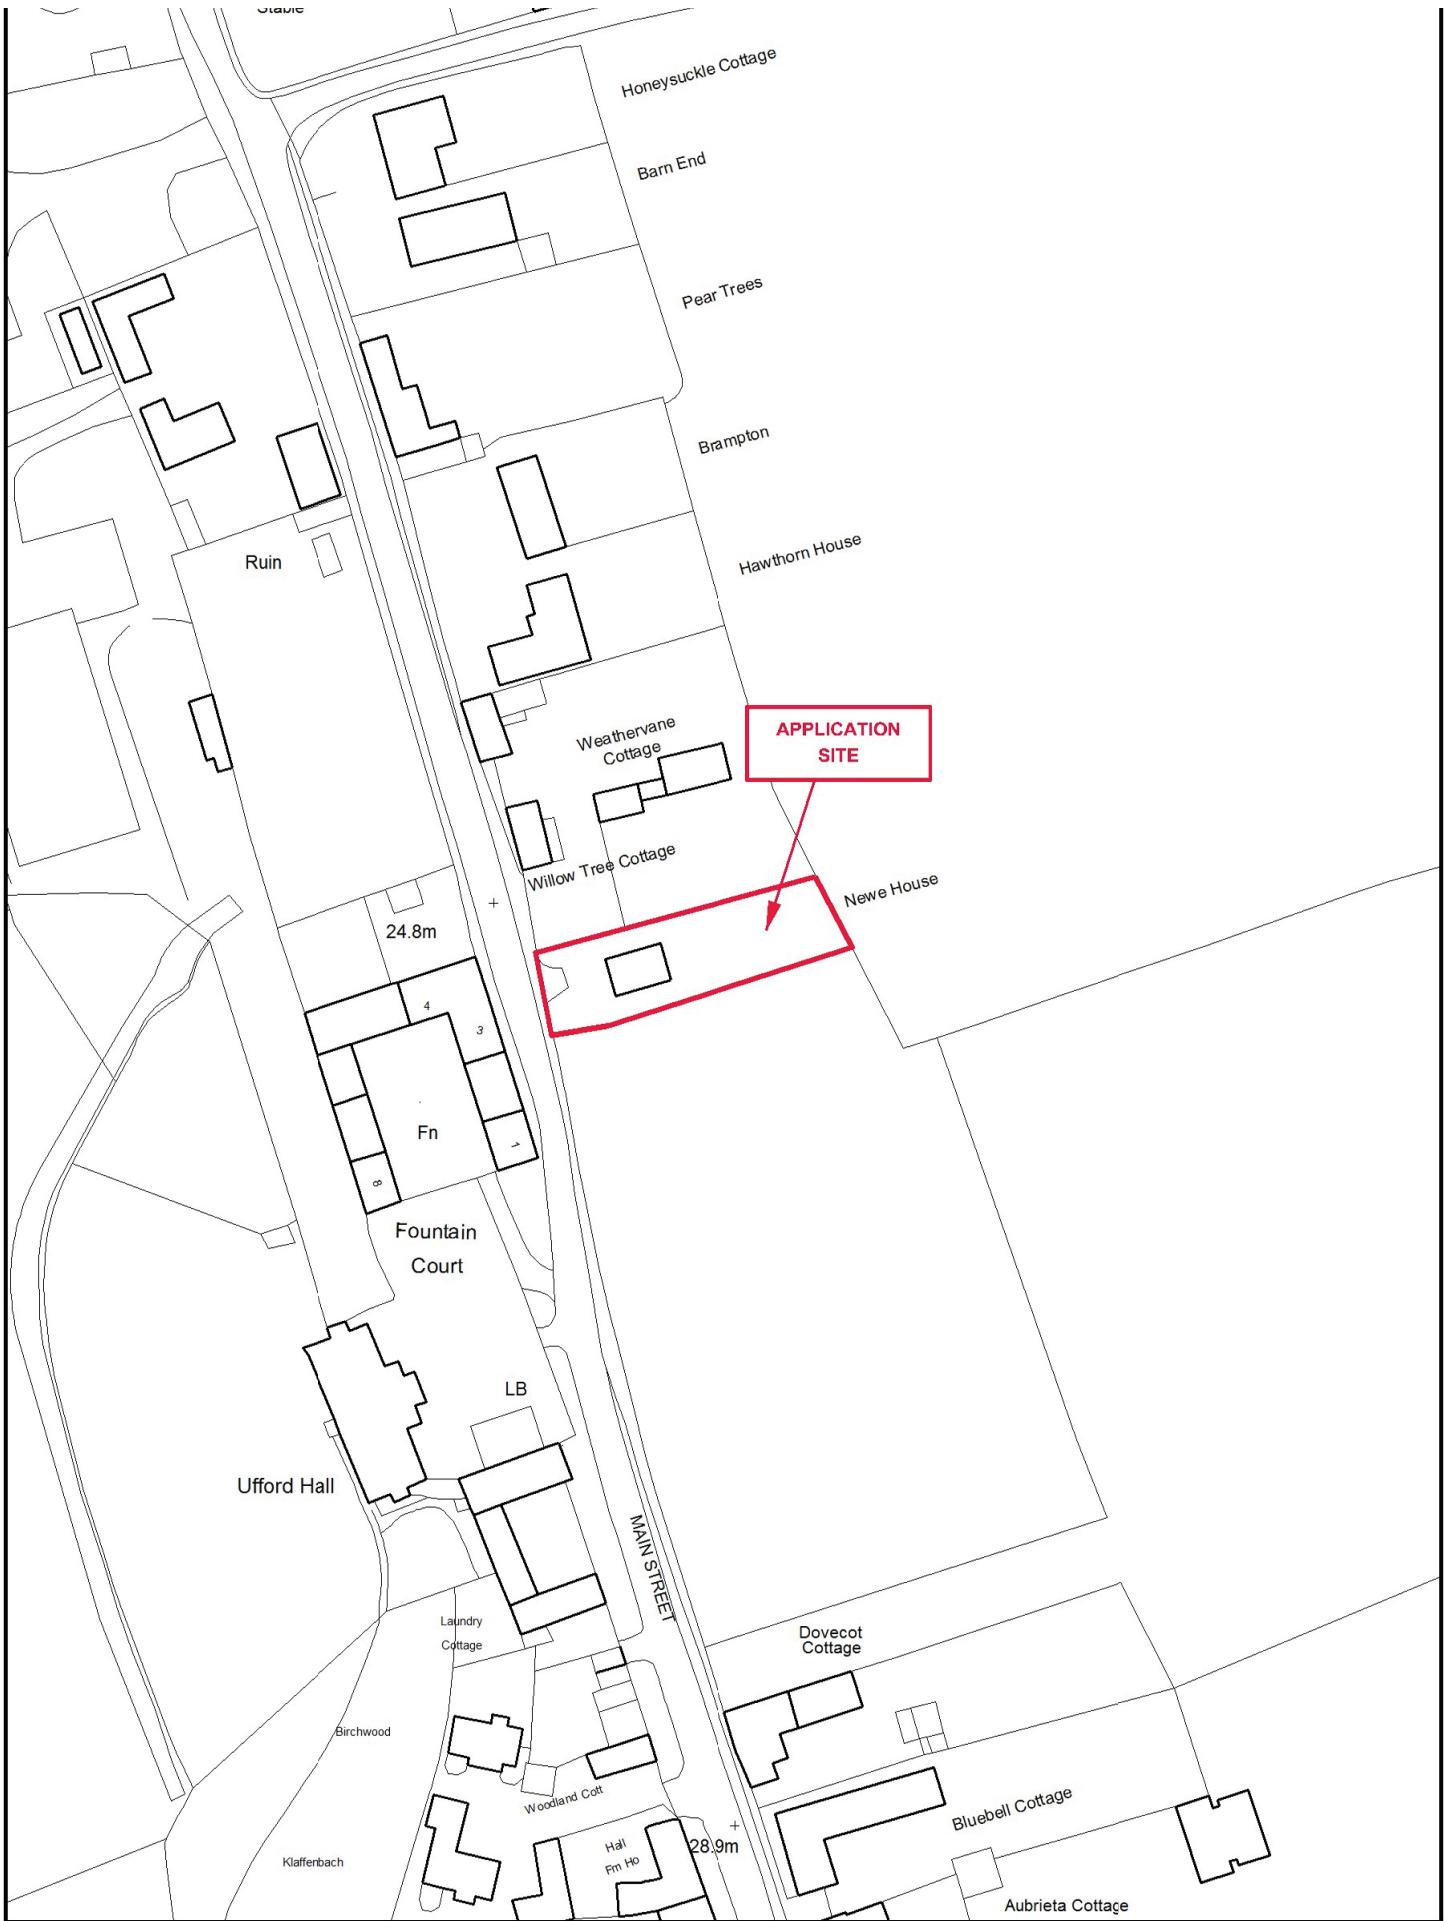 Stable
Honeysuckle Cottage
Barn End
Pear Trees
Brampton
Hawthorn House
Ruin
Weathervane
Cottage
APPLICATION
SITE
Willow Tree Cottage
Newe House
24.8m
4
3
Fn
1
8
Fountain
Court
LB
Ufford Hall
MAIN STREET
Laundry
Cottage
Dovecot
Cottage
Birchwood
Woodland Cott
Bluebell Cottage
Hall
Fm Ho
28.9m
Klaffenbach
Aubrieta Cottage